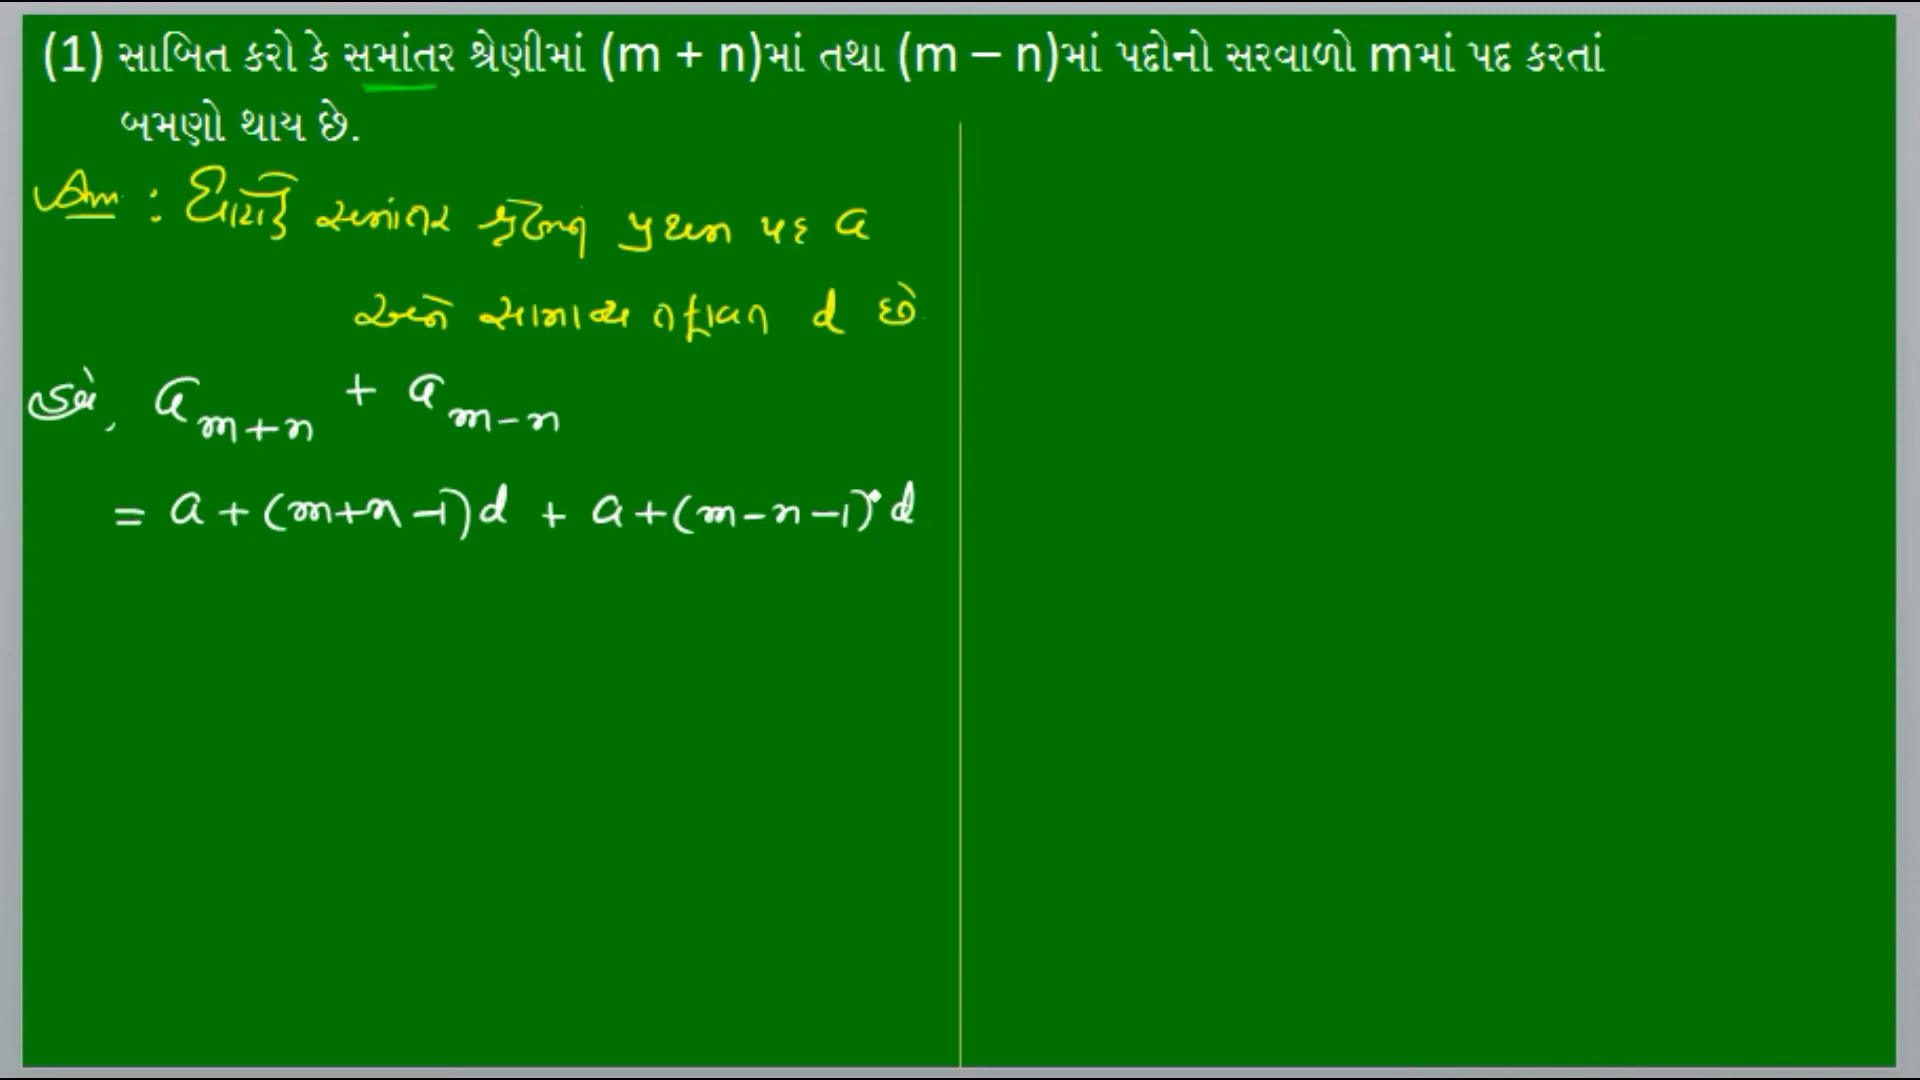 (1) સાબિત કરો કે સમાંતર શ્રેણીમાં (m + n)માં તથા (m – n)માં પદોનો સરવાળો mમાં પદ કરતાં
બમણો થાય છે.
Ans : ધારોકે સમાંતર શ્રેણીનું પ્રથમ પદ a
અને સામાન્ય તફાવત d છે
હવે, a_{m+n} + a_{m-n}
= a + (m+n-1)d + a + (m-n-1)d